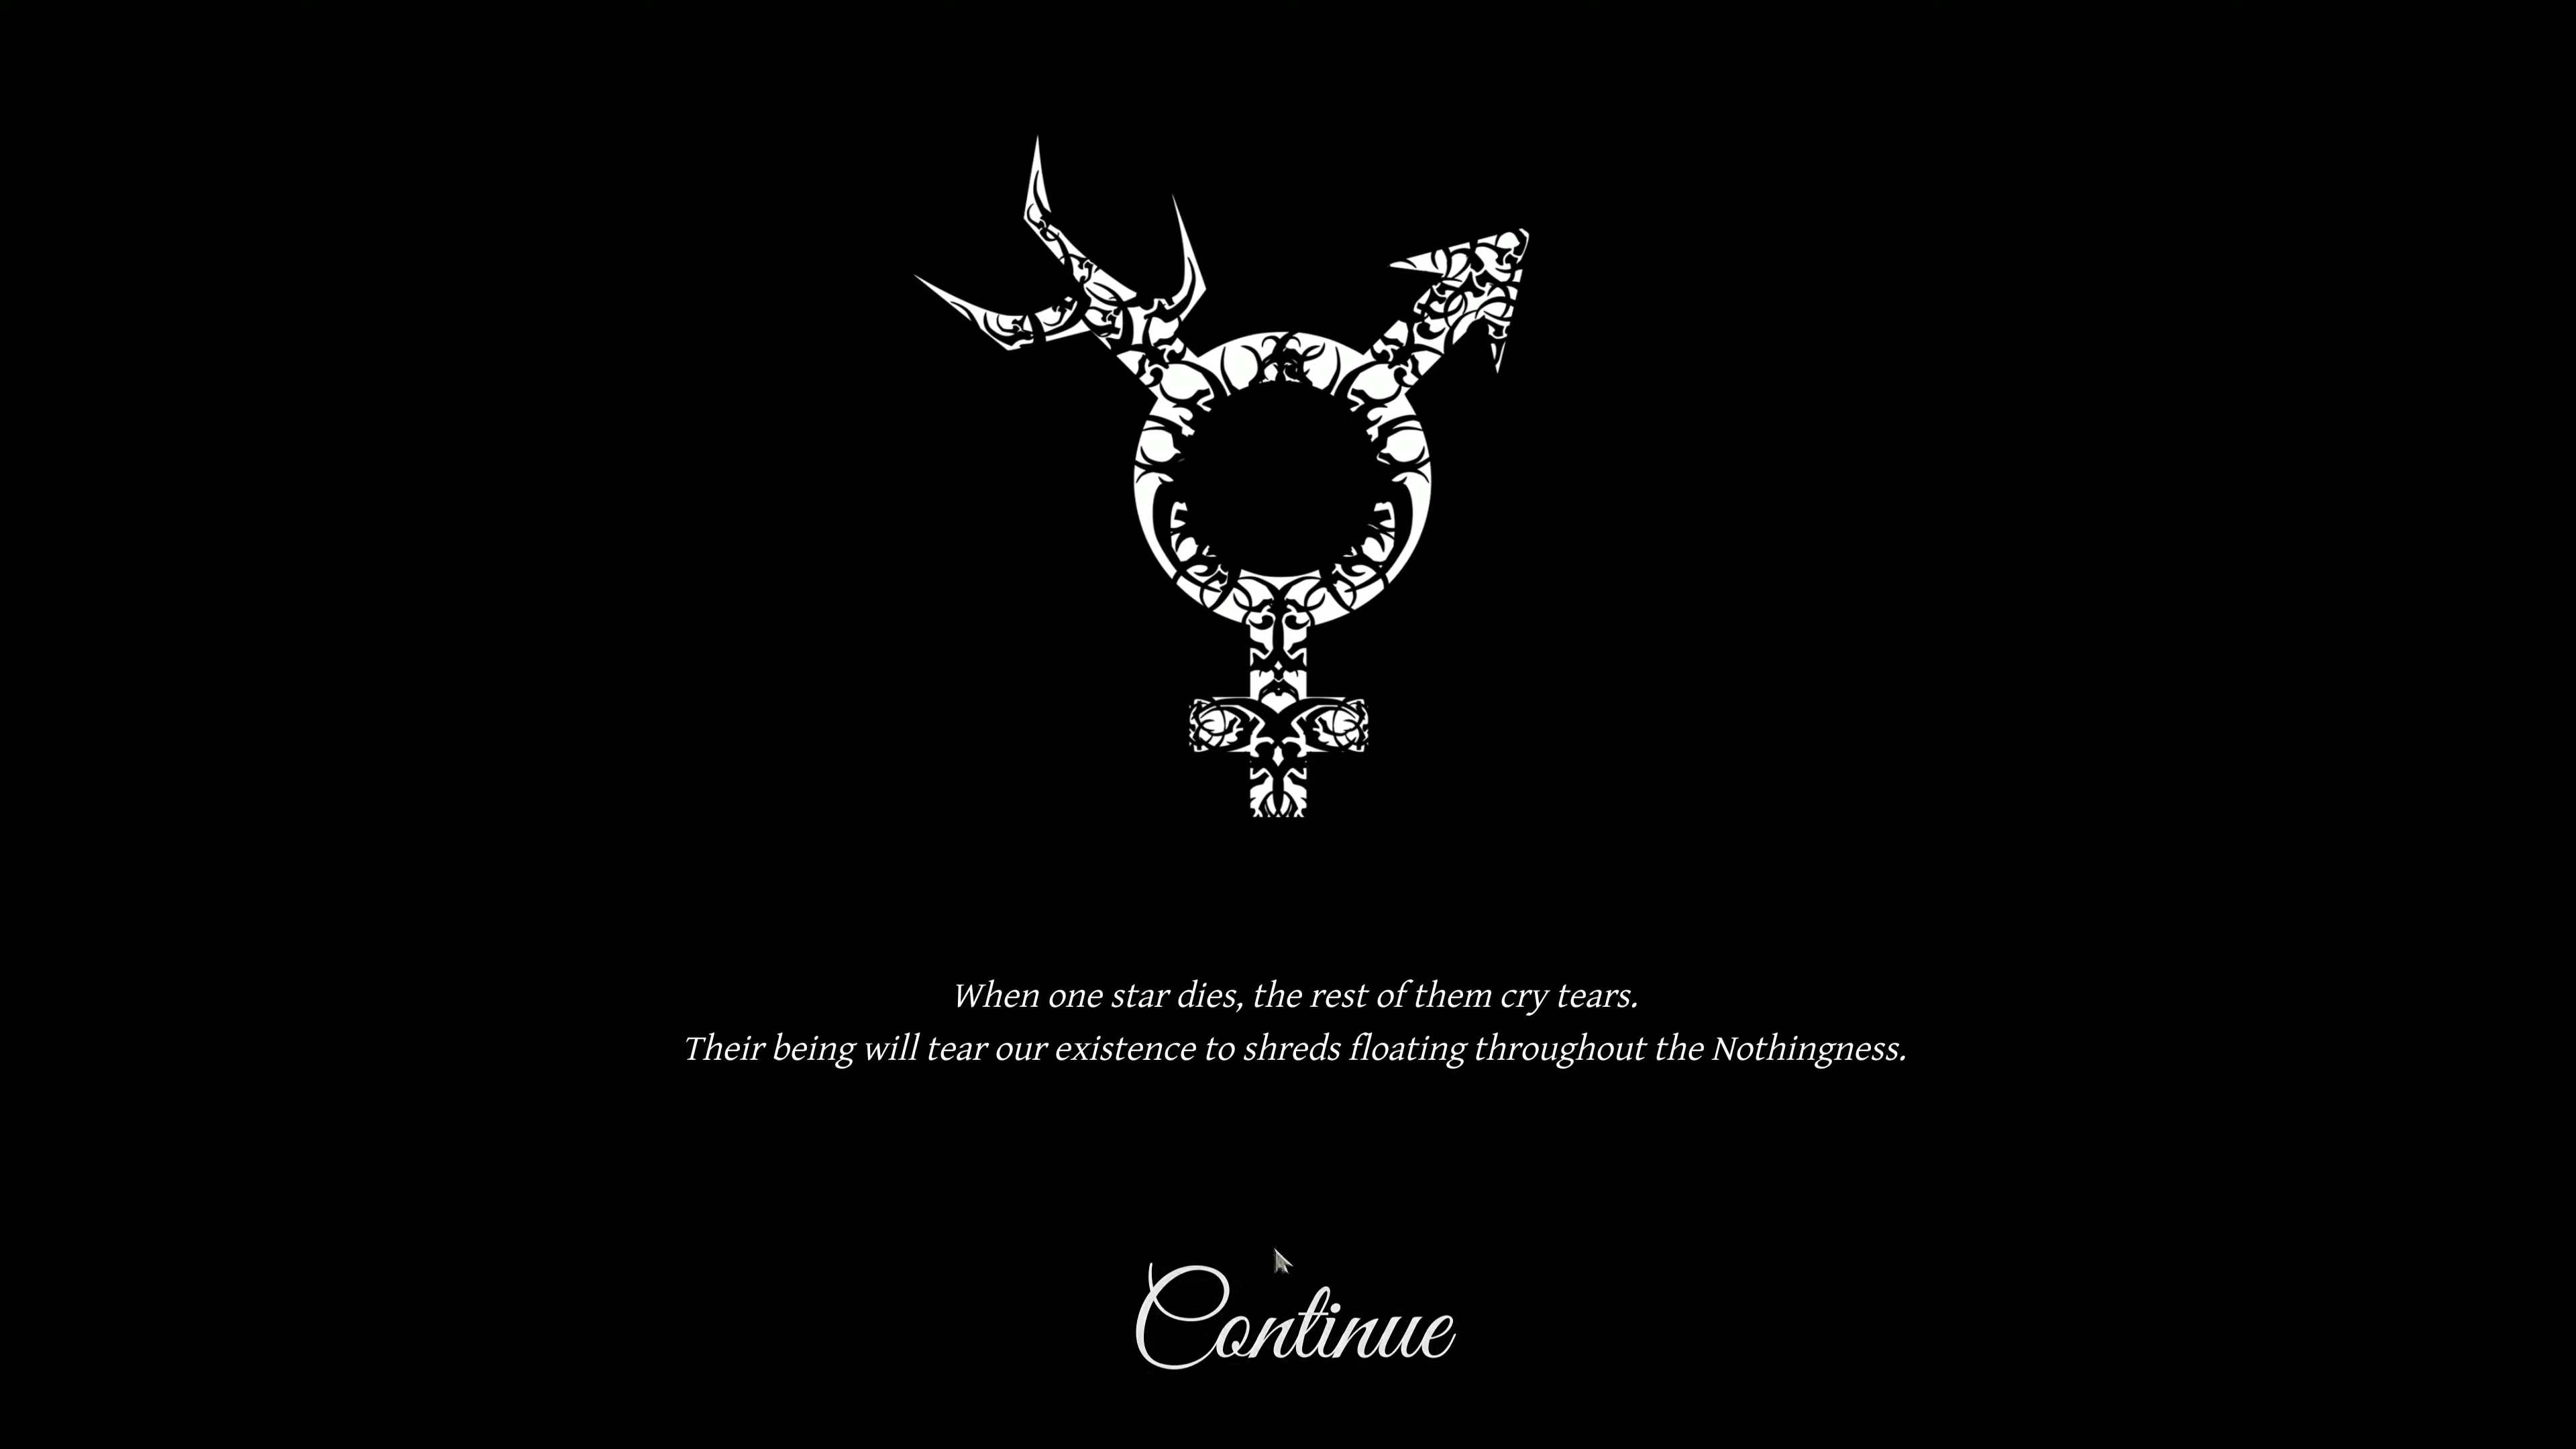 When one star dies, the rest of them cry tears.
Their being will tear our existence to shreds floating throughout the Nothingness.
Continue